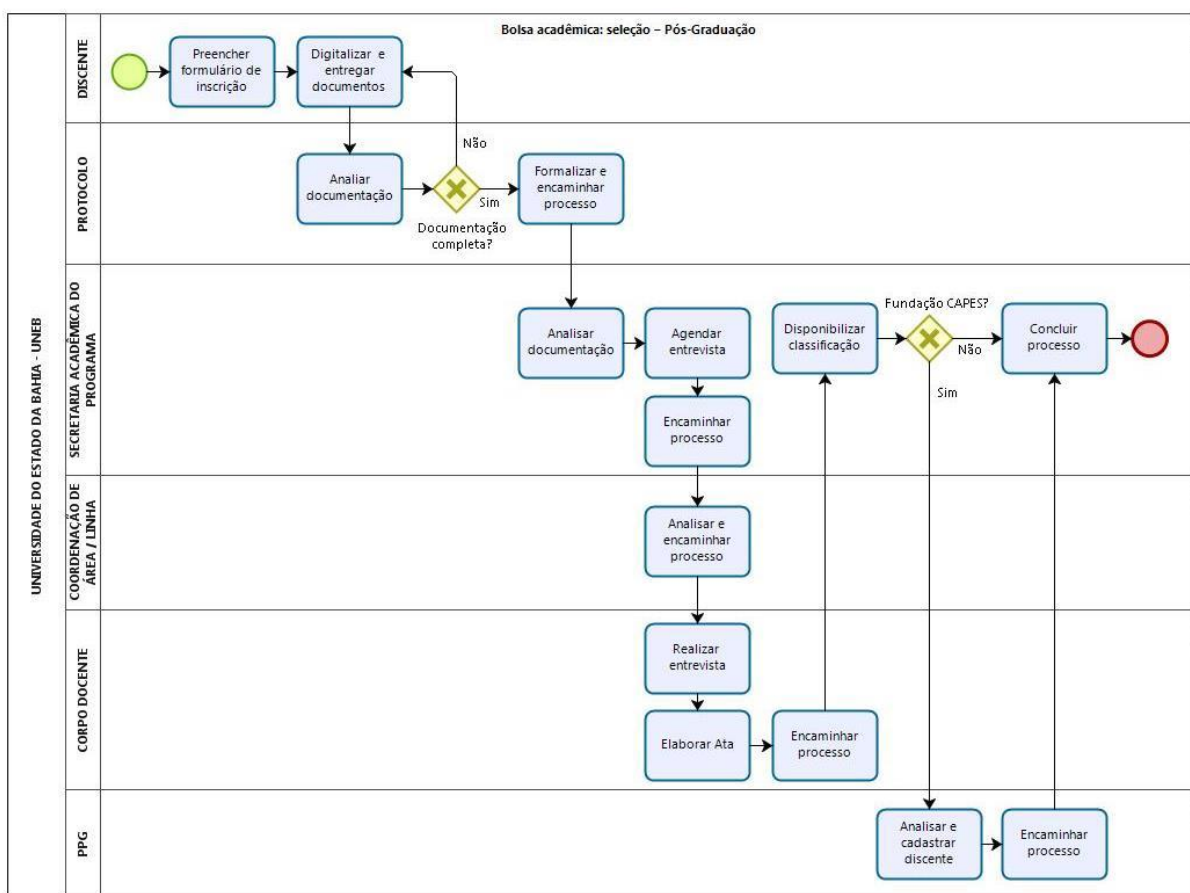 Bolsa acadêmica: seleção – Pós-Graduação
UNIVERSIDADE DO ESTADO DA BAHIA - UNEB
DISCENTE
Preencher
formulário de
inscrição
Digitalizar e
entregar
documentos
PROTOCOLO
Analiar
documentação
Não
Sim
Documentação
completa?
Formalizar e
encaminhar
processo
SECRETARIA ACADÊMICA DO
PROGRAMA
Analisar
documentação
Agendar
entrevista
Encaminhar
processo
Disponibilizar
classificação
Fundação CAPES?
Não
Sim
Concluir
processo
COORDENAÇÃO DE
ÁREA / LINHA
Analisar e
encaminhar
processo
CORPO DOCENTE
Realizar
entrevista
Elaborar Ata
Encaminhar
processo
PPG
Analisar e
cadastrar
discente
Encaminhar
processo